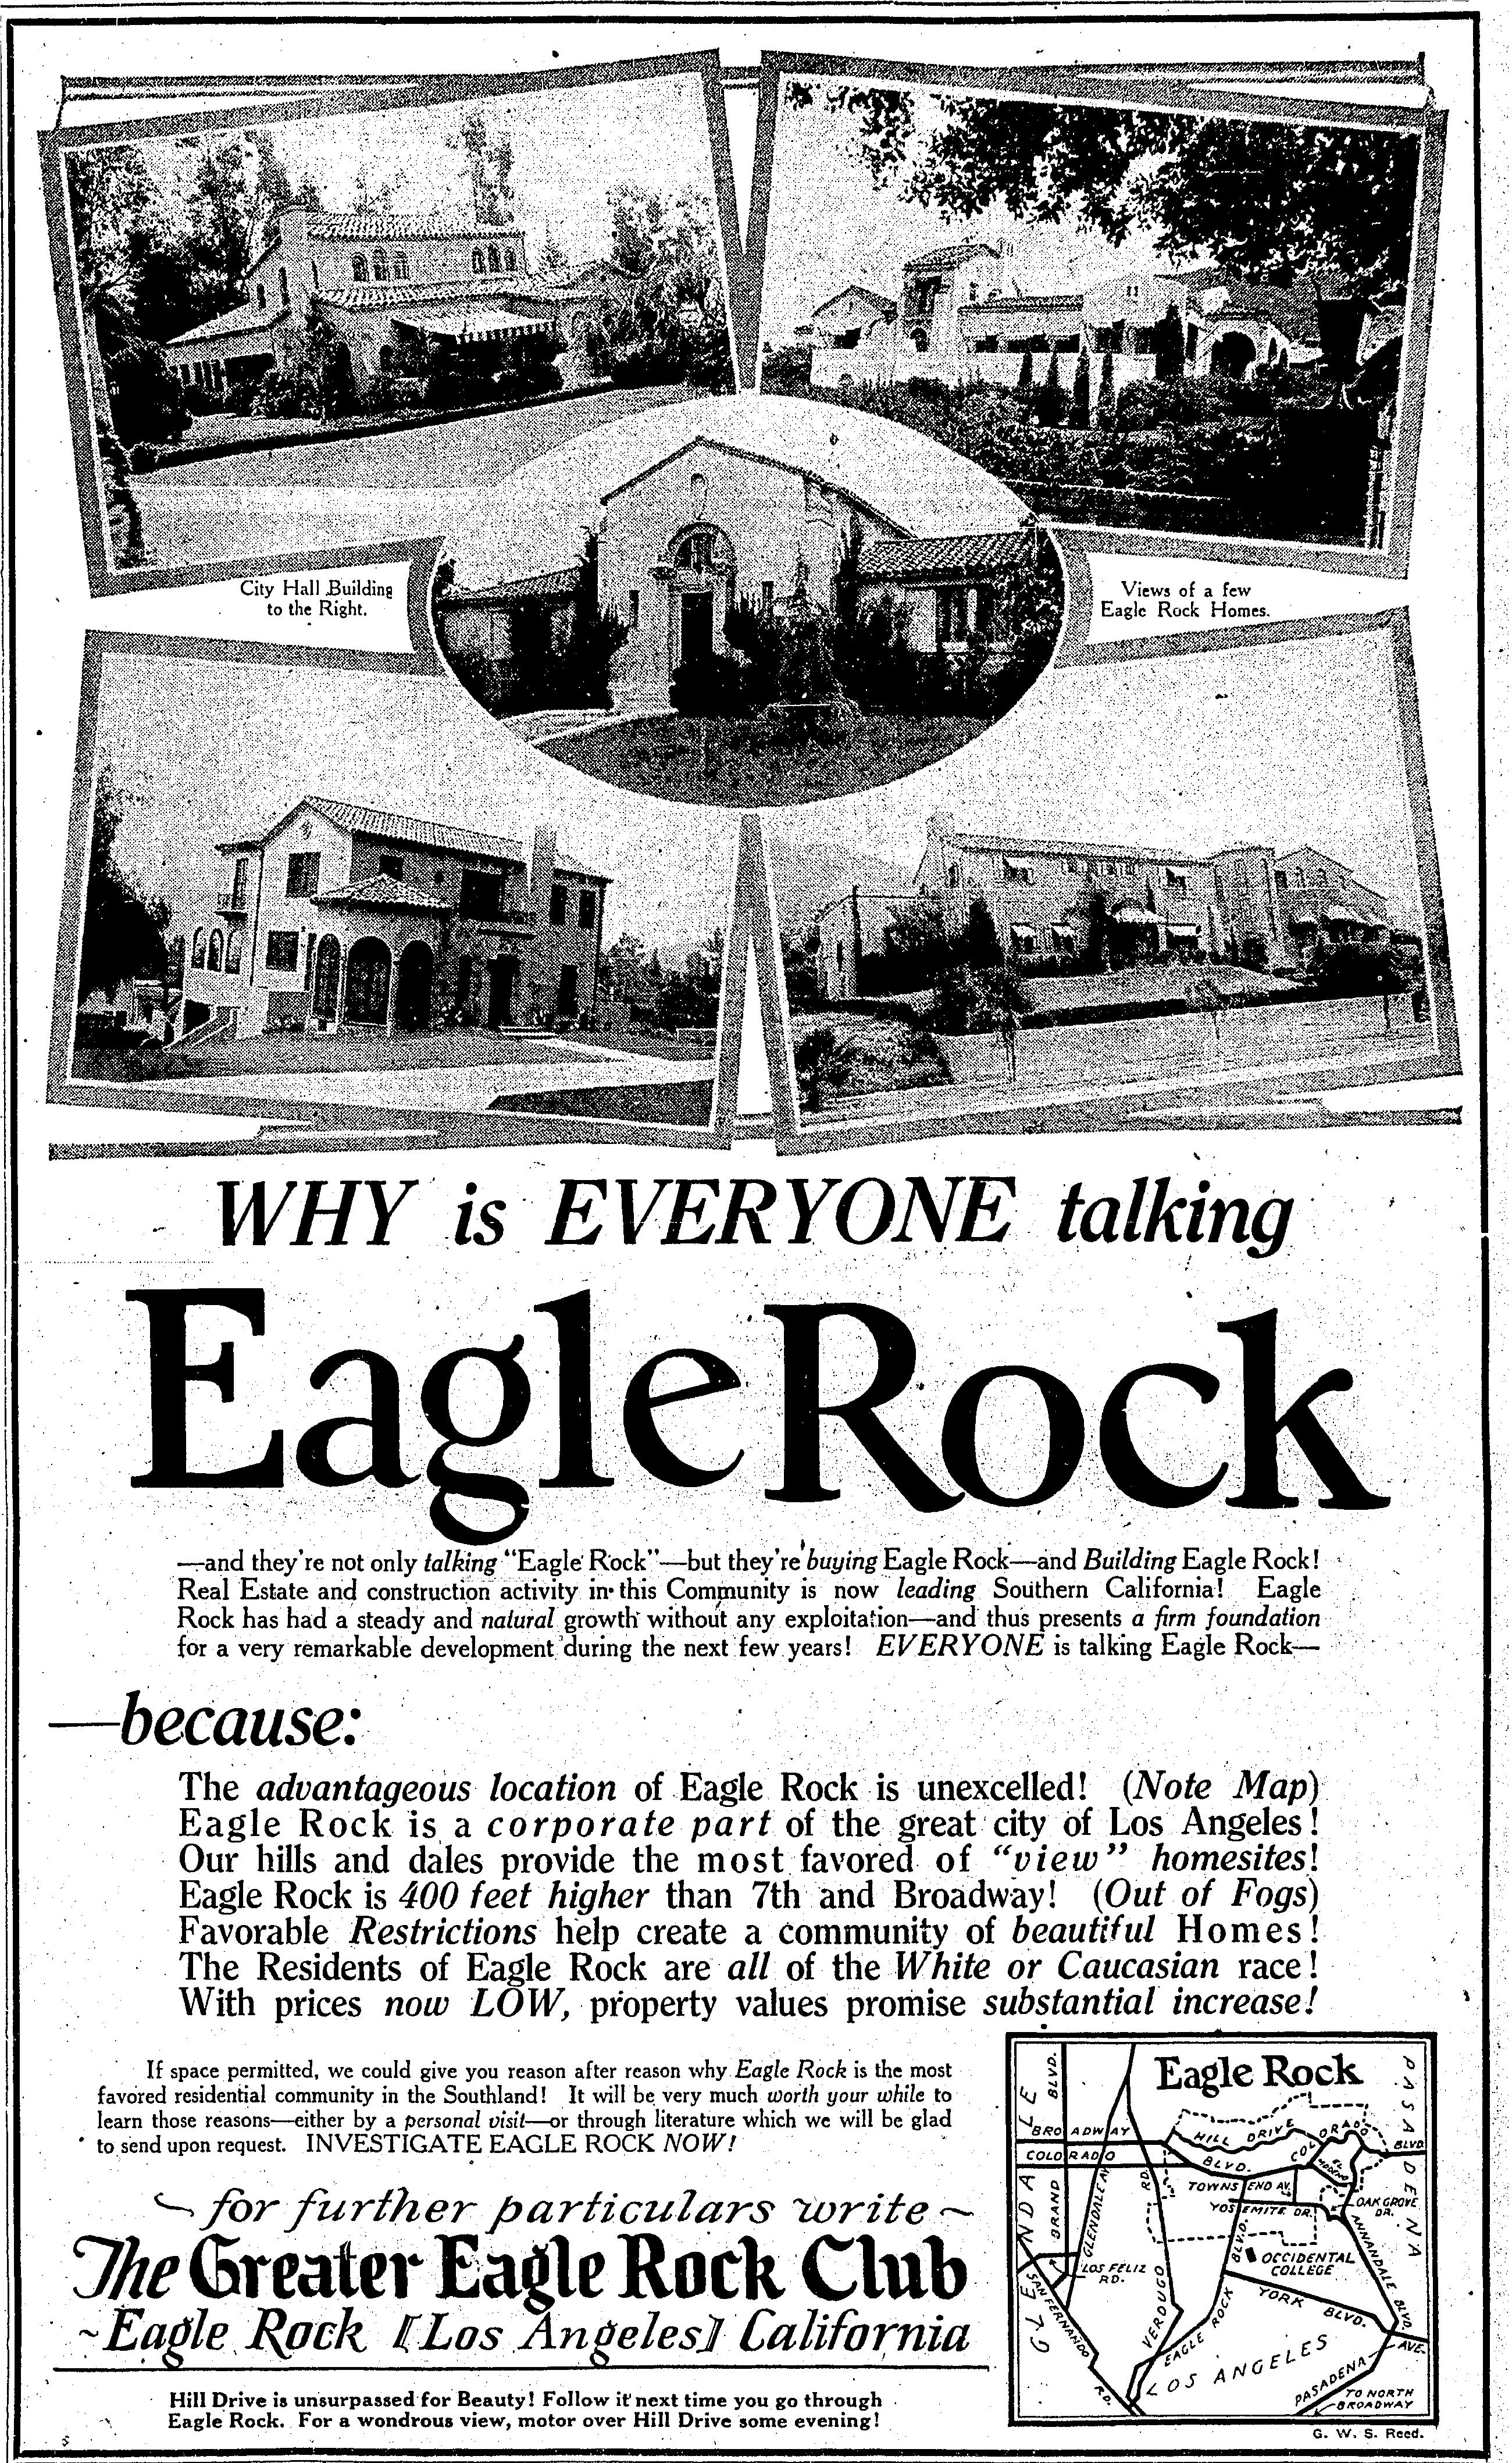 City Hall Building
to the Right.
Views of a few
Eagle Rock Homes.
WHY is EVERYONE talking
Eagle Rock
—and they're not only talking "Eagle Rock"—but they're buying Eagle Rock—and Building Eagle Rock!
Real Estate and construction activity in this Community is now leading Southern California! Eagle
Rock has had a steady and natural growth without any exploitation—and thus presents a firm foundation
for a very remarkable development during the next few years! EVERYONE is talking Eagle Rock—
—because:
The advantageous location of Eagle Rock is unexcelled! (Note Map)
Eagle Rock is a corporate part of the great city of Los Angeles!
Our hills and dales provide the most favored of "view" homesites!
Eagle Rock is 400 feet higher than 7th and Broadway! (Out of Fogs)
Favorable Restrictions help create a community of beautiful Homes!
The Residents of Eagle Rock are all of the White or Caucasian race!
With prices now LOW, property values promise substantial increase!
If space permitted, we could give you reason after reason why Eagle Rock is the most
favored residential community in the Southland! It will be very much worth your while to
learn those reasons—either by a personal visit—or through literature which we will be glad
to send upon request. INVESTIGATE EAGLE ROCK NOW!
~ for further particulars write ~
The Greater Eagle Rock Club
~Eagle Rock [Los Angeles] California
Hill Drive is unsurpassed for Beauty! Follow it next time you go through
Eagle Rock. For a wondrous view, motor over Hill Drive some evening!
Eagle Rock
GLENDALE
PASADENA
BLVD.
BRAND
BROADWAY
COLORADO
HILL DRIVE
COLORADO
BLVD.
BLVD.
GLENDALE AV.
RD.
VERDUGO
TOWNSEND AV.
YOSEMITE DR.
OAK GROVE
DR.
ANNANDALE BLVD.
BLVD.
EAGLE ROCK
OCCIDENTAL
COLLEGE
LOS FELIZ
RD.
SAN FERNANDO
RD.
YORK BLVD.
LOS ANGELES
PASADENA
AVE.
TO NORTH
BROADWAY
G. W. S. Reed.